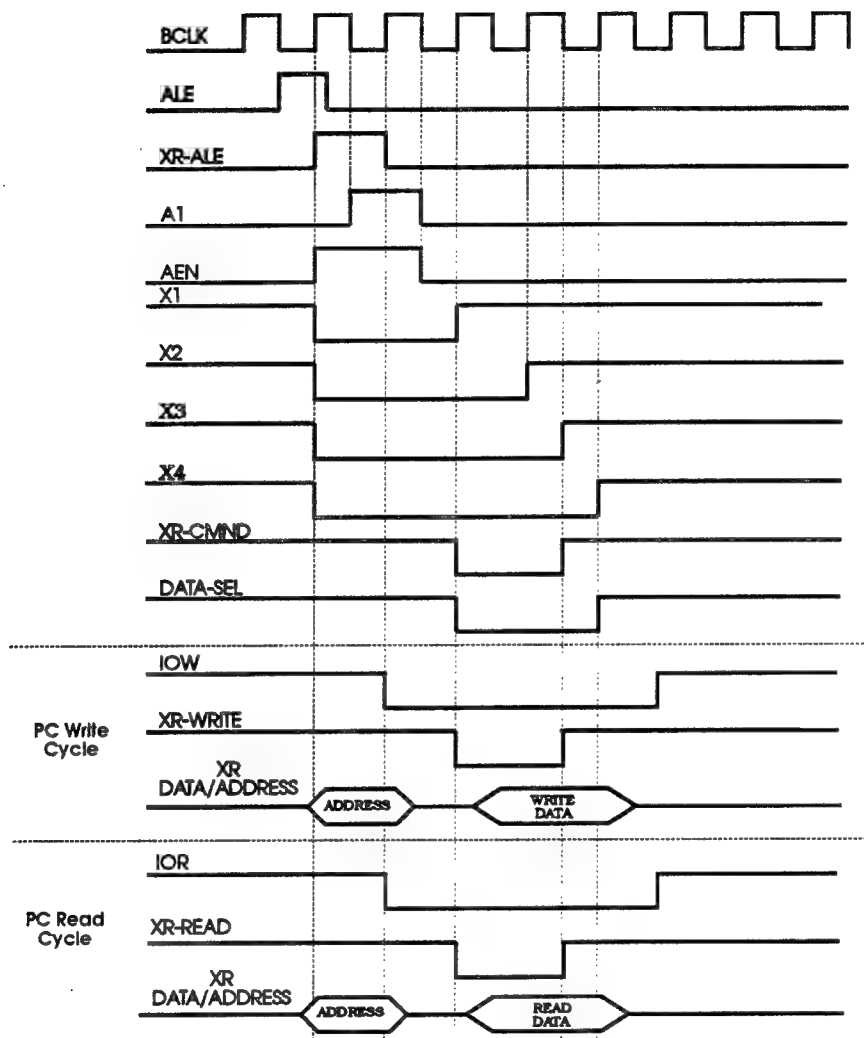 BCLK
ALE
XR-ALE
A1
AEN
X1
X2
X3
X4
XR-CMND
DATA-SEL
IOW
PC Write
Cycle
XR-WRITE
XR
DATA/ADDRESS
ADDRESS
WRITE
DATA
IOR
PC Read
Cycle
XR-READ
XR
DATA/ADDRESS
ADDRESS
READ
DATA